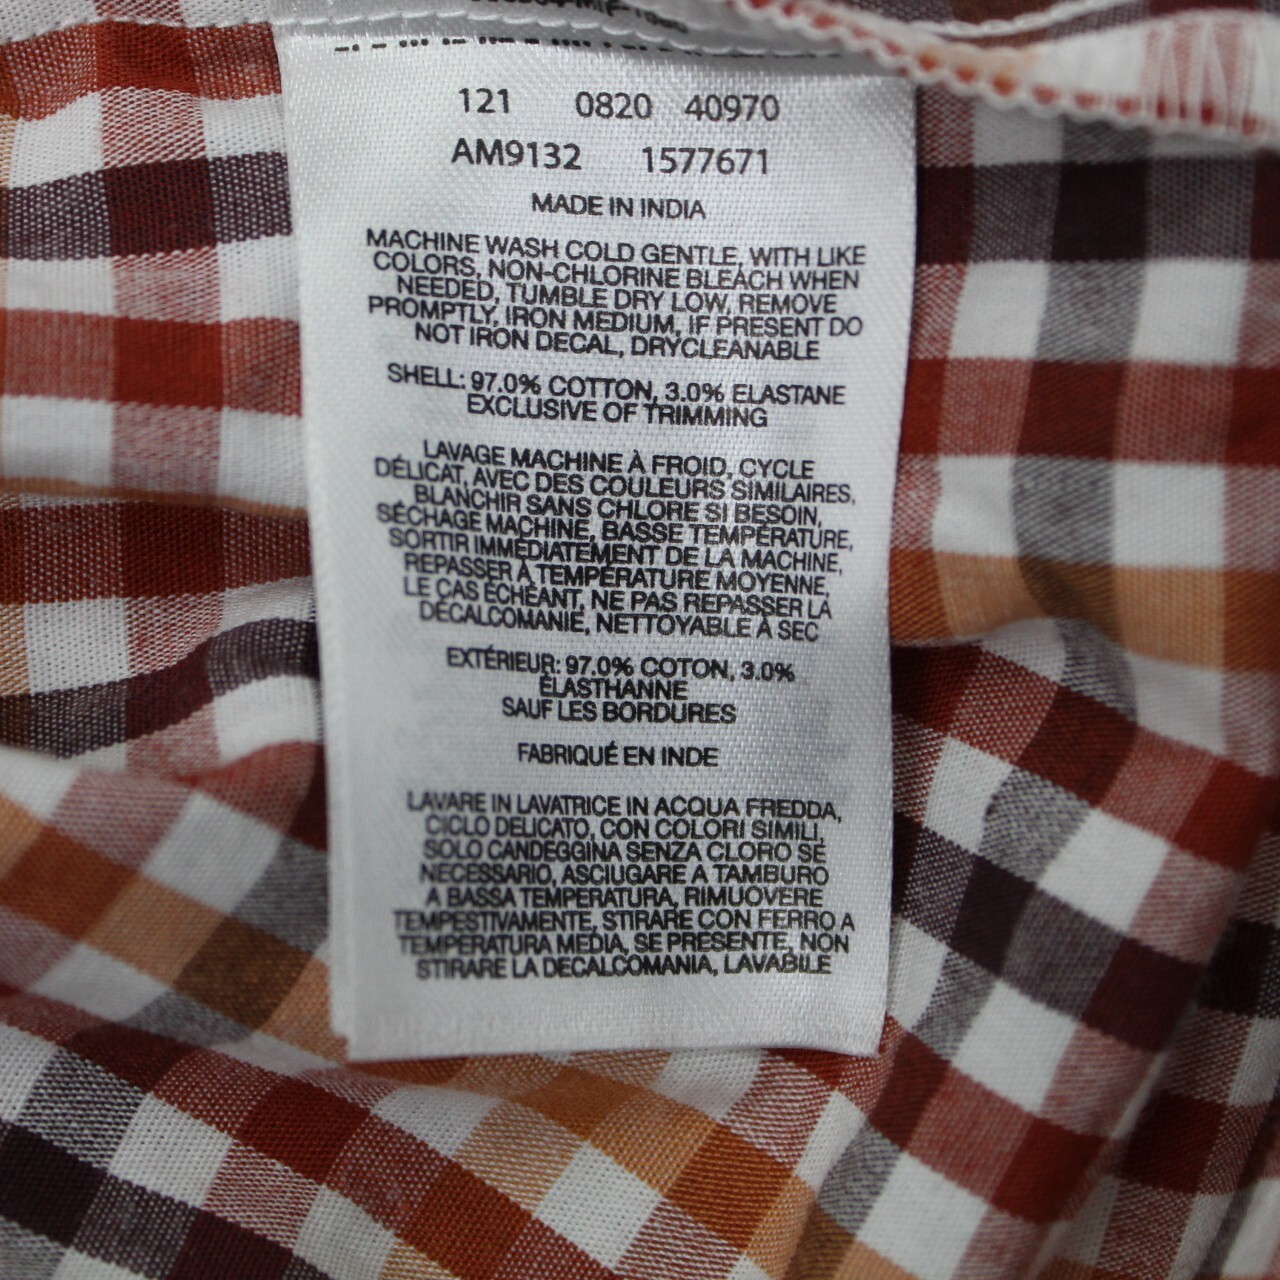 121 0820 40970
AM9132 1577671
MADE IN INDIA
MACHINE WASH COLD GENTLE, WITH LIKE
COLORS, NON-CHLORINE BLEACH WHEN
NEEDED, TUMBLE DRY LOW, REMOVE
PROMPTLY, IRON MEDIUM, IF PRESENT DO
NOT IRON DECAL, DRYCLEANABLE
SHELL: 97.0% COTTON, 3.0% ELASTANE
EXCLUSIVE OF TRIMMING
LAVAGE MACHINE À FROID, CYCLE
DÉLICAT, AVEC DES COULEURS SIMILAIRES,
BLANCHIR SANS CHLORE SI BESOIN,
SÉCHAGE MACHINE, BASSE TEMPÉRATURE,
SORTIR IMMÉDIATEMENT DE LA MACHINE,
REPASSER À TEMPÉRATURE MOYENNE,
LE CAS ÉCHÉANT, NE PAS REPASSER LA
DÉCALCOMANIE, NETTOYABLE À SEC
EXTÉRIEUR: 97.0% COTON, 3.0%
ÉLASTHANNE
SAUF LES BORDURES
FABRIQUÉ EN INDE
LAVARE IN LAVATRICE IN ACQUA FREDDA,
CICLO DELICATO, CON COLORI SIMILI,
SOLO CANDEGGINA SENZA CLORO SE
NECESSARIO, ASCIUGARE A TAMBURO
A BASSA TEMPERATURA, RIMUOVERE
TEMPESTIVAMENTE, STIRARE CON FERRO A
TEMPERATURA MEDIA, SE PRESENTE, NON
STIRARE LA DECALCOMANIA, LAVABILE